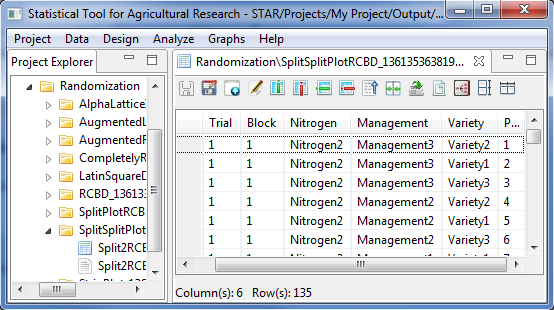 Statistical Tool for Agricultural Research - STAR/Projects/My Project/Output/...
Project Data Design Analyze Graphs Help
Project Explorer
Randomization
AlphaLattice
AugmentedL
AugmentedR
CompletelyR
LatinSquareD
RCBD_13613
SplitPlotRCB
SplitSplitPlot
Split2RCB
Split2RCB
Randomization\SplitSplitPlotRCBD_136135363819...
Trial Block Nitrogen Management Variety P...
1 1 Nitrogen2 Management3 Variety2 1
1 1 Nitrogen2 Management3 Variety1 2
1 1 Nitrogen2 Management3 Variety3 3
1 1 Nitrogen2 Management2 Variety2 4
1 1 Nitrogen2 Management2 Variety1 5
1 1 Nitrogen2 Management2 Variety3 6
Column(s): 6 Row(s): 135